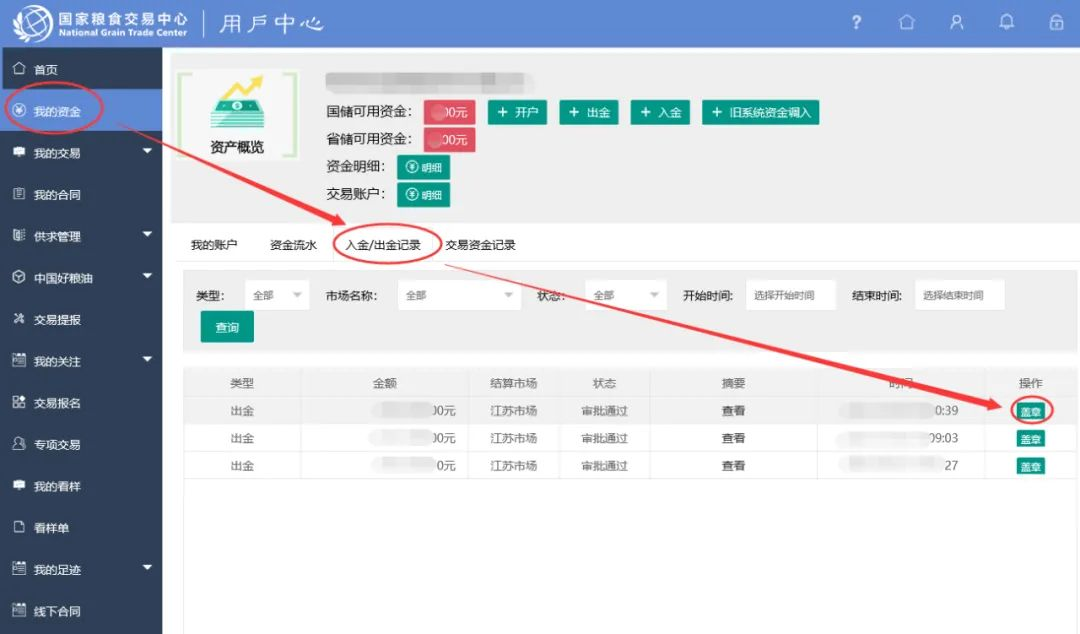 国家粮食交易中心
National Grain Trade Center
用戶中心
?
首页
我的资金
我的交易
我的合同
供求管理
中国好粮油
交易提报
我的关注
交易报名
专项交易
我的看样
看样单
我的足迹
线下合同
资产概览
国储可用资金： 00元 + 开户 + 出金 + 入金 + 旧系统资金调入
省储可用资金： 00元
资金明细： 明细
交易账户： 明细
我的账户 资金流水 入金/出金记录 交易资金记录
类型： 全部 市场名称： 全部 状态： 全部 开始时间: 选择开始时间 结束时间: 选择结束时间
查询
类型 金额 结算市场 状态 摘要 时间 操作
出金 00元 江苏市场 审批通过 查看 0:39 盖章
出金 00元 江苏市场 审批通过 查看 09:03 盖章
出金 0元 江苏市场 审批通过 查看 27 盖章